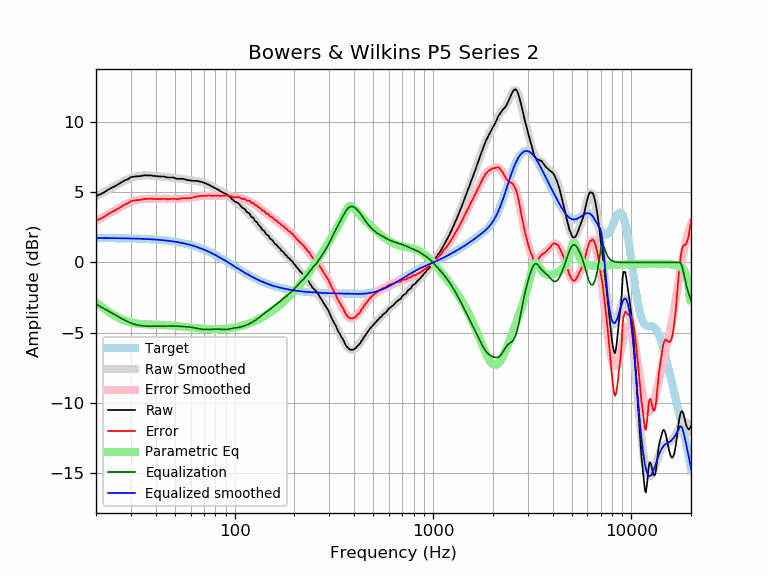 Bowers & Wilkins P5 Series 2
Amplitude (dBr)
10
5
0
−5
−10
−15
Target
Raw Smoothed
Error Smoothed
Raw
Error
Parametric Eq
Equalization
Equalized smoothed
100
1000
10000
Frequency (Hz)